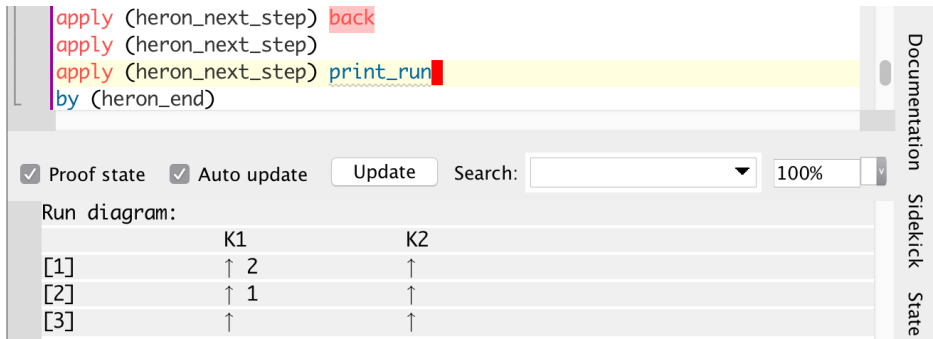 apply (heron_next_step) back
apply (heron_next_step)
apply (heron_next_step) print_run
by (heron_end)
Proof state Auto update Update Search: 100%
Run diagram:
K1 K2
[1] ↑ 2 ↑
[2] ↑ 1 ↑
[3] ↑ ↑
Documentation
Sidekick
State